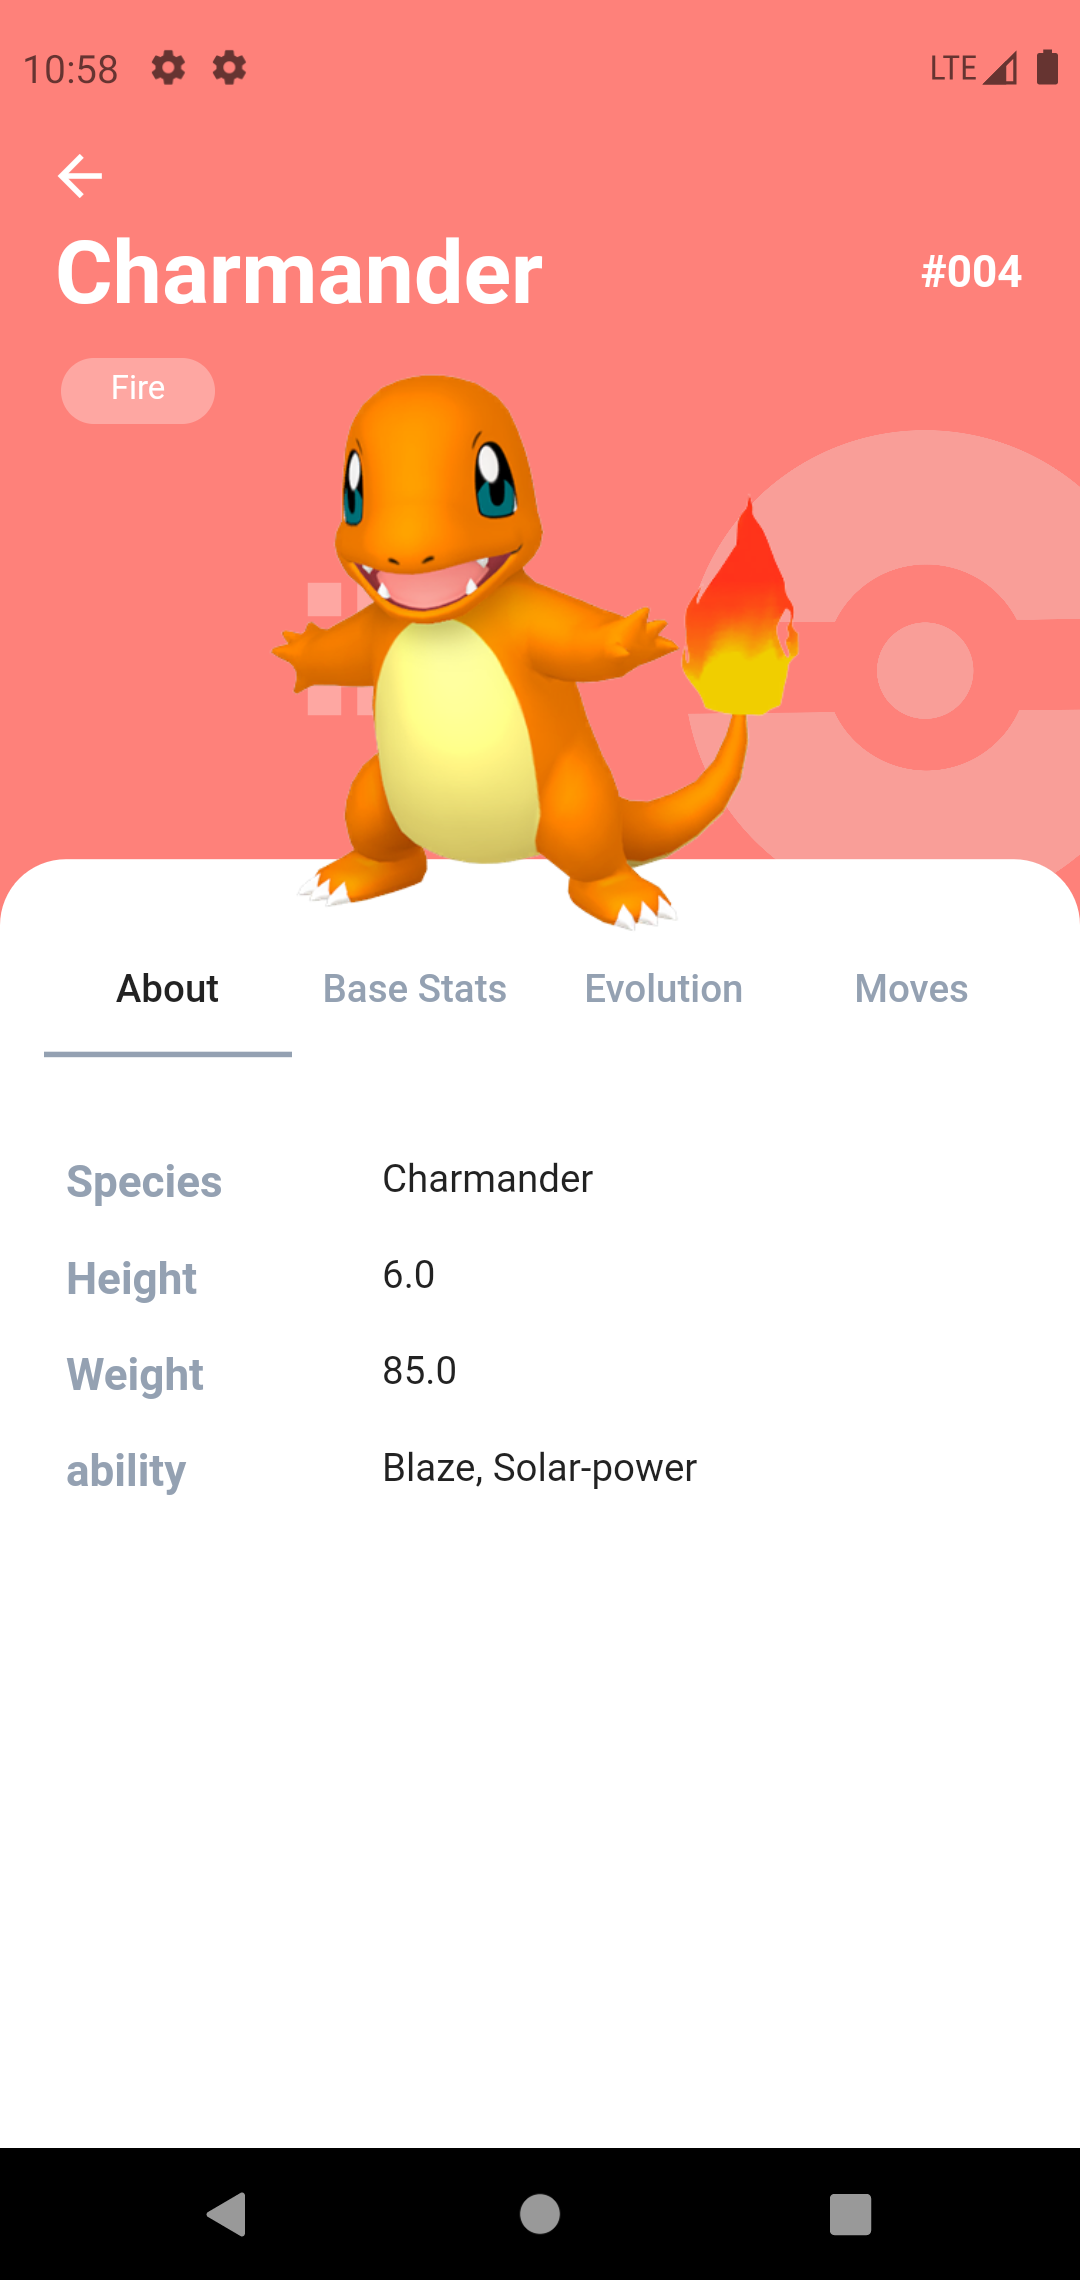 10:58
LTE
Charmander
#004
Fire
About Base Stats Evolution Moves
Species Charmander
Height 6.0
Weight 85.0
ability Blaze, Solar-power